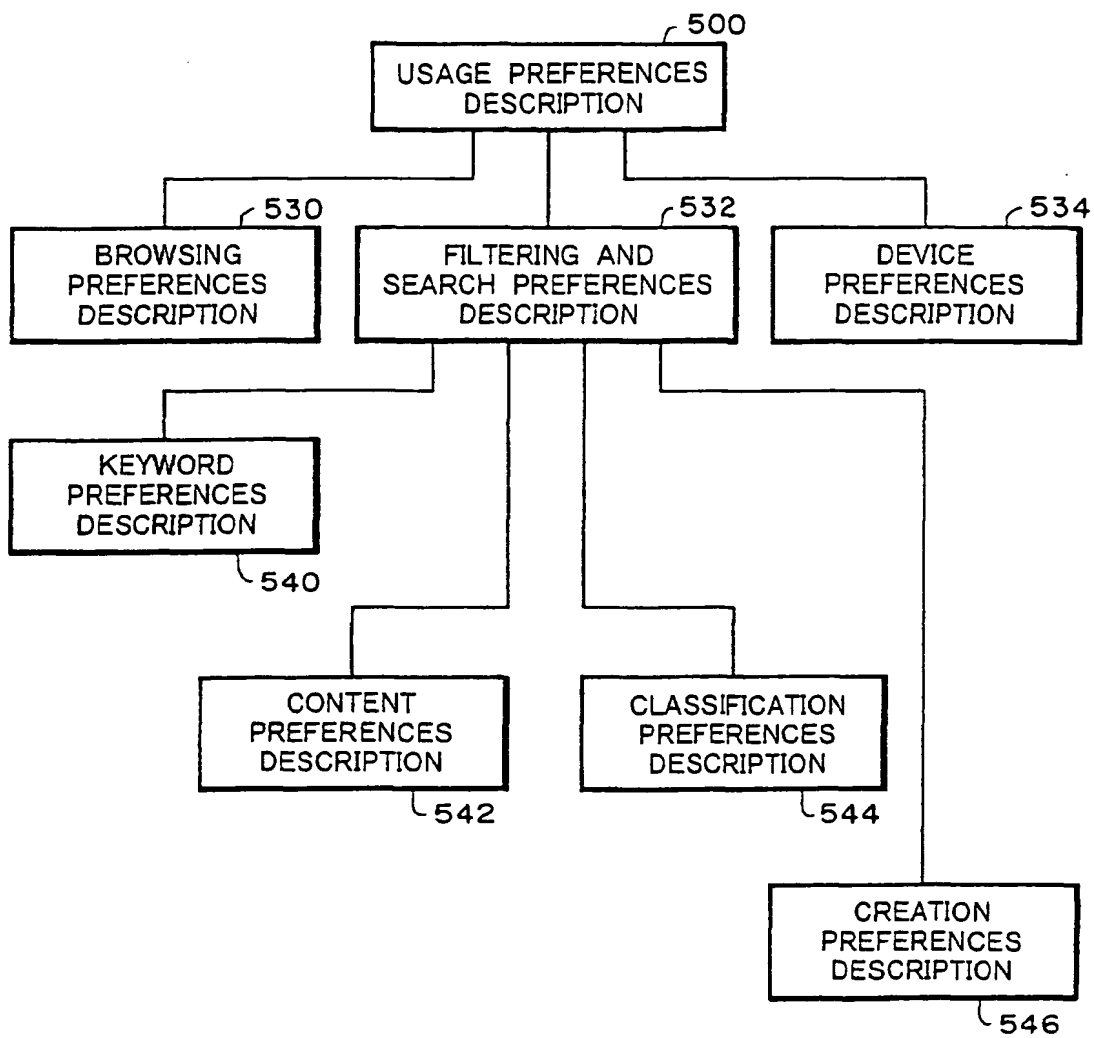 500
USAGE PREFERENCES
DESCRIPTION
530
532
534
BROWSING
PREFERENCES
DESCRIPTION
FILTERING AND
SEARCH PREFERENCES
DESCRIPTION
DEVICE
PREFERENCES
DESCRIPTION
KEYWORD
PREFERENCES
DESCRIPTION
540
CONTENT
PREFERENCES
DESCRIPTION
542
CLASSIFICATION
PREFERENCES
DESCRIPTION
544
CREATION
PREFERENCES
DESCRIPTION
546